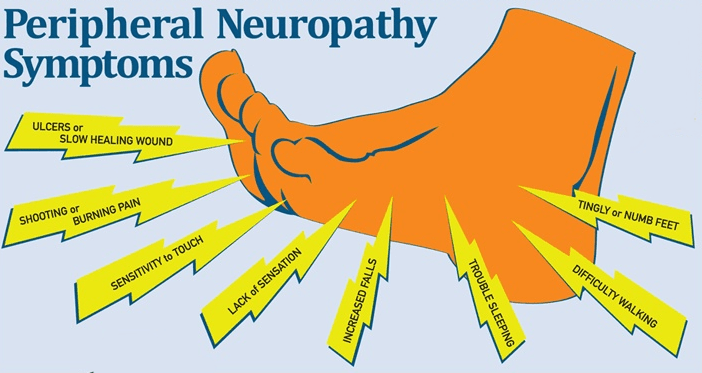 Peripheral Neuropathy
Symptoms
ULCERS or
SLOW HEALING WOUND
SHOOTING or
BURNING PAIN
SENSITIVITY to TOUCH
LACK of SENSATION
INCREASED FALLS
TROUBLE SLEEPING
DIFFICULTY WALKING
TINGLY or NUMB FEET